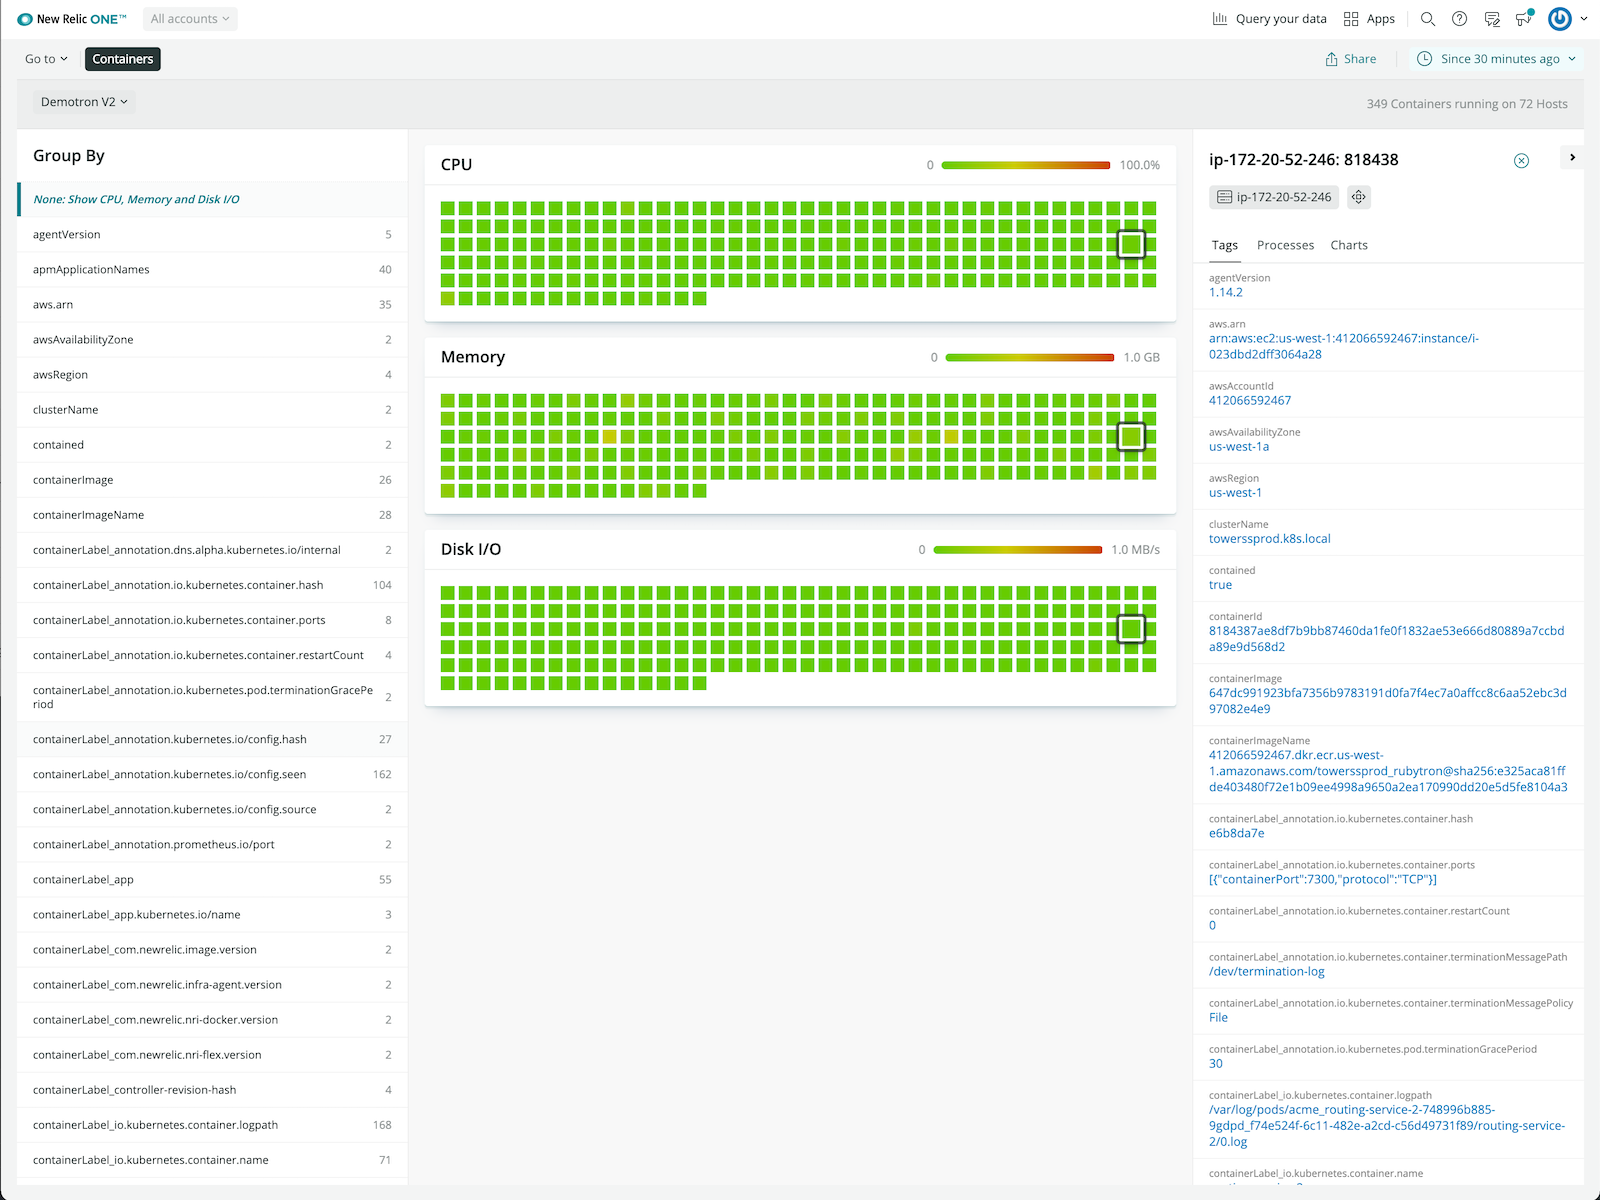 New Relic ONE™
All accounts
Query your data
Apps
Go to
Containers
Share
Since 30 minutes ago
Demotron V2
349 Containers running on 72 Hosts
Group By
None: Show CPU, Memory and Disk I/O
agentVersion 5
apmApplicationNames 40
aws.arn 35
awsAvailabilityZone 2
awsRegion 4
clusterName 2
contained 2
containerImage 26
containerImageName 28
containerLabel_annotation.dns.alpha.kubernetes.io/internal 2
containerLabel_annotation.io.kubernetes.container.hash 104
containerLabel_annotation.io.kubernetes.container.ports 8
containerLabel_annotation.io.kubernetes.container.restartCount 4
containerLabel_annotation.io.kubernetes.pod.terminationGracePe
riod 2
containerLabel_annotation.kubernetes.io/config.hash 27
containerLabel_annotation.kubernetes.io/config.seen 162
containerLabel_annotation.kubernetes.io/config.source 2
containerLabel_annotation.prometheus.io/port 2
containerLabel_app 55
containerLabel_app.kubernetes.io/name 3
containerLabel_com.newrelic.image.version 2
containerLabel_com.newrelic.infra-agent.version 2
containerLabel_com.newrelic.nri-docker.version 2
containerLabel_com.newrelic.nri-flex.version 2
containerLabel_controller-revision-hash 4
containerLabel_io.kubernetes.container.logpath 168
containerLabel_io.kubernetes.container.name 71
CPU
0 100.0%
Memory
0 1.0 GB
Disk I/O
0 1.0 MB/s
ip-172-20-52-246: 818438
ip-172-20-52-246
Tags Processes Charts
agentVersion
1.14.2
aws.arn
arn:aws:ec2:us-west-1:412066592467:instance/i-
023dbd2dff3064a28
awsAccountId
412066592467
awsAvailabilityZone
us-west-1a
awsRegion
us-west-1
clusterName
towerssprod.k8s.local
contained
true
containerId
8184387ae8df7b9bb87460da1fe0f1832ae53e666d80889a7ccbd
a89e9d568d2
containerImage
647dc991923bfa7356b9783191d0fa7f4ec7a0affcc8c6aa52ebc3d
97082e4e9
containerImageName
412066592467.dkr.ecr.us-west-
1.amazonaws.com/towerssprod_rubytron@sha256:e325aca81ff
de403480f72e1b09ee4998a9650a2ea170990dd20e5d5fe8104a3
containerLabel_annotation.io.kubernetes.container.hash
e6b8da7e
containerLabel_annotation.io.kubernetes.container.ports
[{"containerPort":7300,"protocol":"TCP"}]
containerLabel_annotation.io.kubernetes.container.restartCount
0
containerLabel_annotation.io.kubernetes.container.terminationMessagePath
/dev/termination-log
containerLabel_annotation.io.kubernetes.container.terminationMessagePolicy
File
containerLabel_annotation.io.kubernetes.pod.terminationGracePeriod
30
containerLabel_io.kubernetes.container.logpath
/var/log/pods/acme_routing-service-2-748996b885-
9gdpd_f74e524f-6c11-482e-a2cd-c56d49731f89/routing-service-
2/0.log
containerLabel_io.kubernetes.container.name